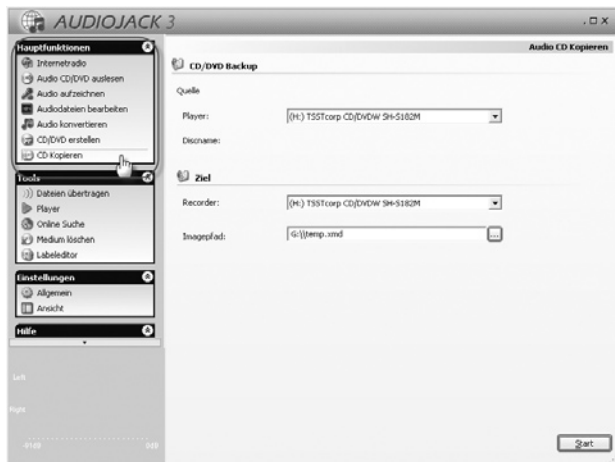 AUDIOJACK 3
Hauptfunktionen
Internetradio
Audio CD/DVD auslesen
Audio aufzeichnen
Audiodateien bearbeiten
Audio konvertieren
CD/DVD erstellen
CD Kopieren
Tools
Dateien übertragen
Player
Online Suche
Medium löschen
Labeleditor
Einstellungen
Allgemein
Ansicht
Hilfe
Left
Right
-91dB 0dB
Audio CD Kopieren
CD/DVD Backup
Quelle
Player: (H:) TSSTcorp CD/DVDW SH-S182M
Discname:
Ziel
Recorder: (H:) TSSTcorp CD/DVDW SH-S182M
Imagepfad: G:\\temp.xmd
...
Start